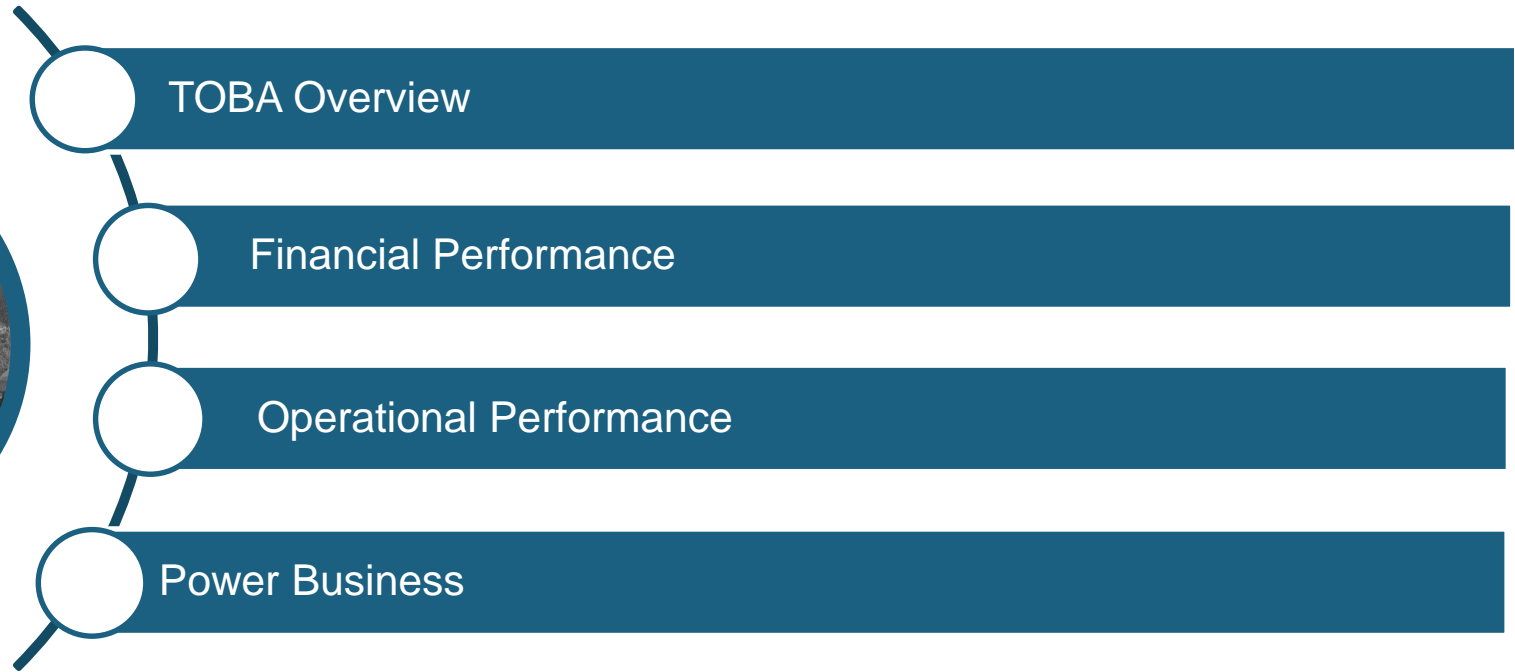 TOBA Overview
Financial Performance
Operational Performance
Power Business